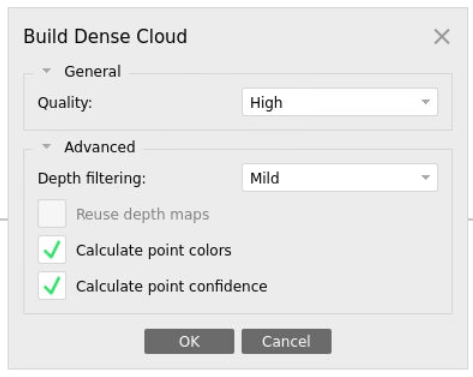 Build Dense Cloud
General
Quality: High
Advanced
Depth filtering: Mild
Reuse depth maps
Calculate point colors
Calculate point confidence
OK Cancel